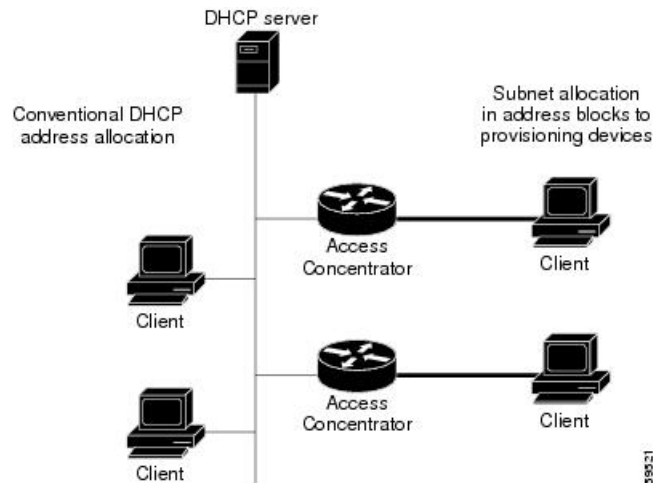 DHCP server
Conventional DHCP
address allocation
Subnet allocation
in address blocks to
provisioning devices
Access
Concentrator
Client
Client
Access
Concentrator
Client
Client
59521